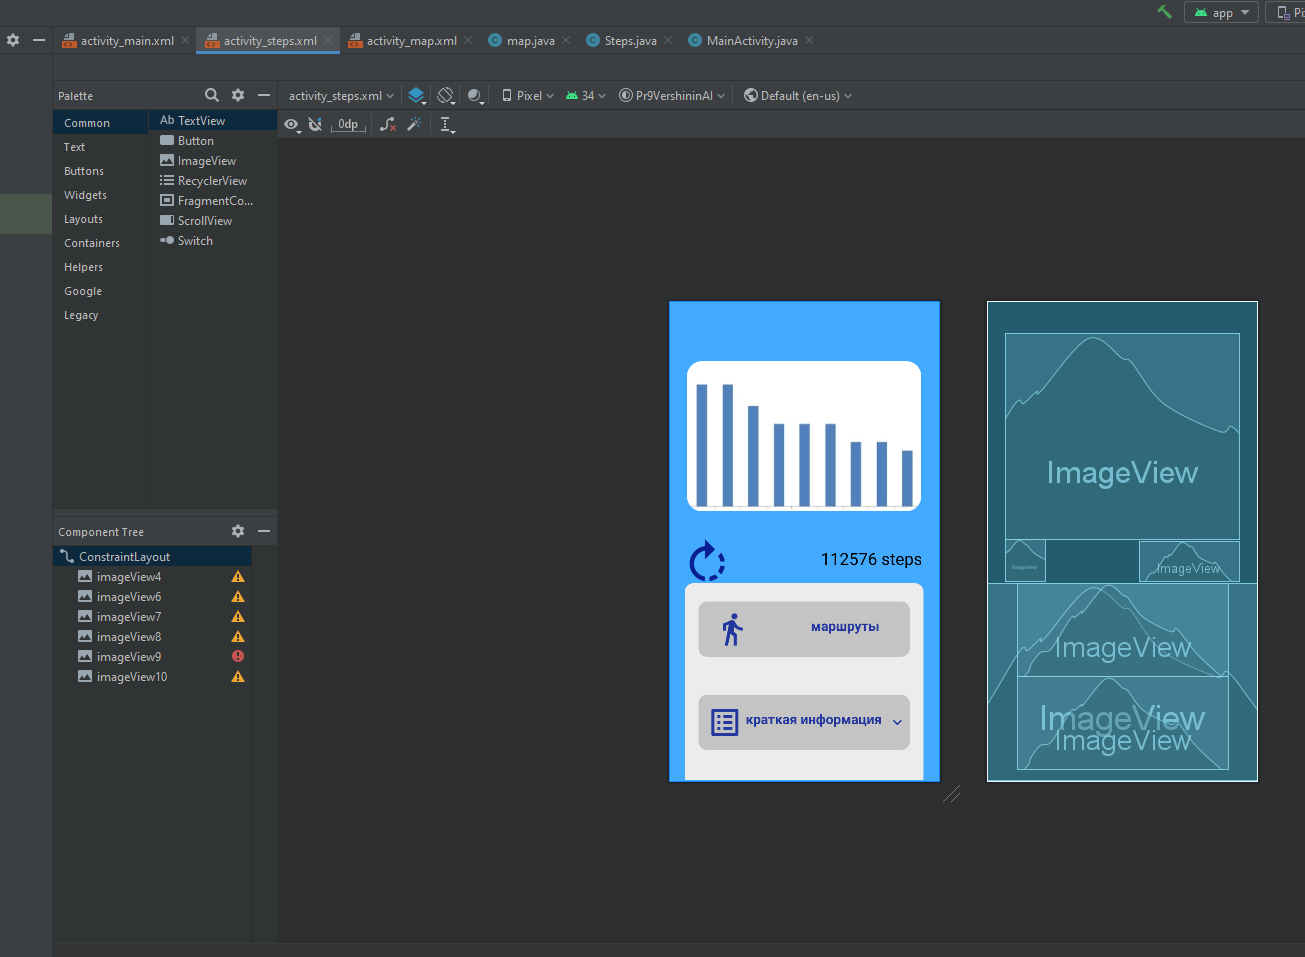 app
Pi
activity_main.xml
activity_steps.xml
activity_map.xml
map.java
Steps.java
MainActivity.java
Palette
activity_steps.xml
Pixel
34
Pr9VershininAl
Default (en-us)
0dp
Common
Text
Buttons
Widgets
Layouts
Containers
Helpers
Google
Legacy
Ab TextView
Button
ImageView
RecyclerView
FragmentCo...
ScrollView
Switch
Component Tree
ConstraintLayout
imageView4
imageView6
imageView7
imageView8
imageView9
imageView10
112576 steps
маршруты
краткая информация
ImageView
ImageView
ImageView
ImageView
ImageView
ImageView